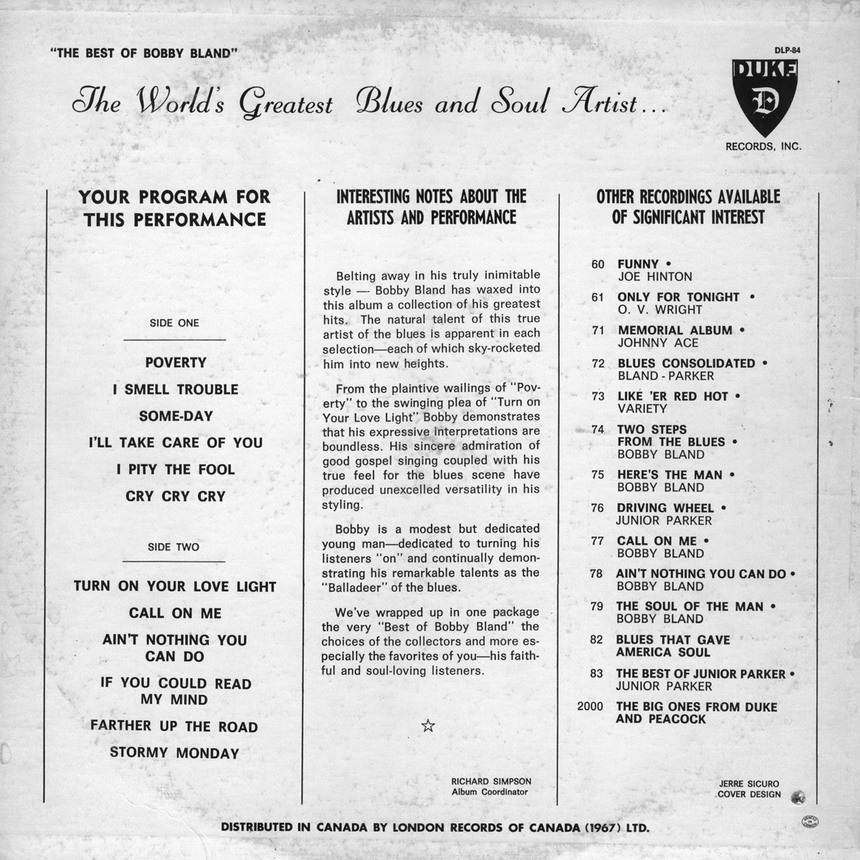 "THE BEST OF BOBBY BLAND"
DLP-84
The World's Greatest Blues and Soul Artist...
DUKE
D
RECORDS, INC.
YOUR PROGRAM FOR
THIS PERFORMANCE
SIDE ONE
POVERTY
I SMELL TROUBLE
SOME-DAY
I'LL TAKE CARE OF YOU
I PITY THE FOOL
CRY CRY CRY
SIDE TWO
TURN ON YOUR LOVE LIGHT
CALL ON ME
AIN'T NOTHING YOU
CAN DO
IF YOU COULD READ
MY MIND
FARTHER UP THE ROAD
STORMY MONDAY
INTERESTING NOTES ABOUT THE
ARTISTS AND PERFORMANCE
Belting away in his truly inimitable
style — Bobby Bland has waxed into
this album a collection of his greatest
hits. The natural talent of this true
artist of the blues is apparent in each
selection—each of which sky-rocketed
him into new heights.
From the plaintive wailings of "Pov-
erty" to the swinging plea of "Turn on
Your Love Light" Bobby demonstrates
that his expressive interpretations are
boundless. His sincere admiration of
good gospel singing coupled with his
true feel for the blues scene have
produced unexcelled versatility in his
styling.
Bobby is a modest but dedicated
young man—dedicated to turning his
listeners "on" and continually demon-
strating his remarkable talents as the
"Balladeer" of the blues.
We've wrapped up in one package
the very "Best of Bobby Bland" the
choices of the collectors and more es-
pecially the favorites of you—his faith-
ful and soul-loving listeners.
☆
RICHARD SIMPSON
Album Coordinator
OTHER RECORDINGS AVAILABLE
OF SIGNIFICANT INTEREST
60 FUNNY •
JOE HINTON
61 ONLY FOR TONIGHT •
O. V. WRIGHT
71 MEMORIAL ALBUM •
JOHNNY ACE
72 BLUES CONSOLIDATED •
BLAND - PARKER
73 LIKE 'ER RED HOT •
VARIETY
74 TWO STEPS
FROM THE BLUES •
BOBBY BLAND
75 HERE'S THE MAN •
BOBBY BLAND
76 DRIVING WHEEL •
JUNIOR PARKER
77 CALL ON ME •
BOBBY BLAND
78 AIN'T NOTHING YOU CAN DO •
BOBBY BLAND
79 THE SOUL OF THE MAN •
BOBBY BLAND
82 BLUES THAT GAVE
AMERICA SOUL
83 THE BEST OF JUNIOR PARKER •
JUNIOR PARKER
2000 THE BIG ONES FROM DUKE
AND PEACOCK
JERRE SICURO
COVER DESIGN
DISTRIBUTED IN CANADA BY LONDON RECORDS OF CANADA (1967) LTD.